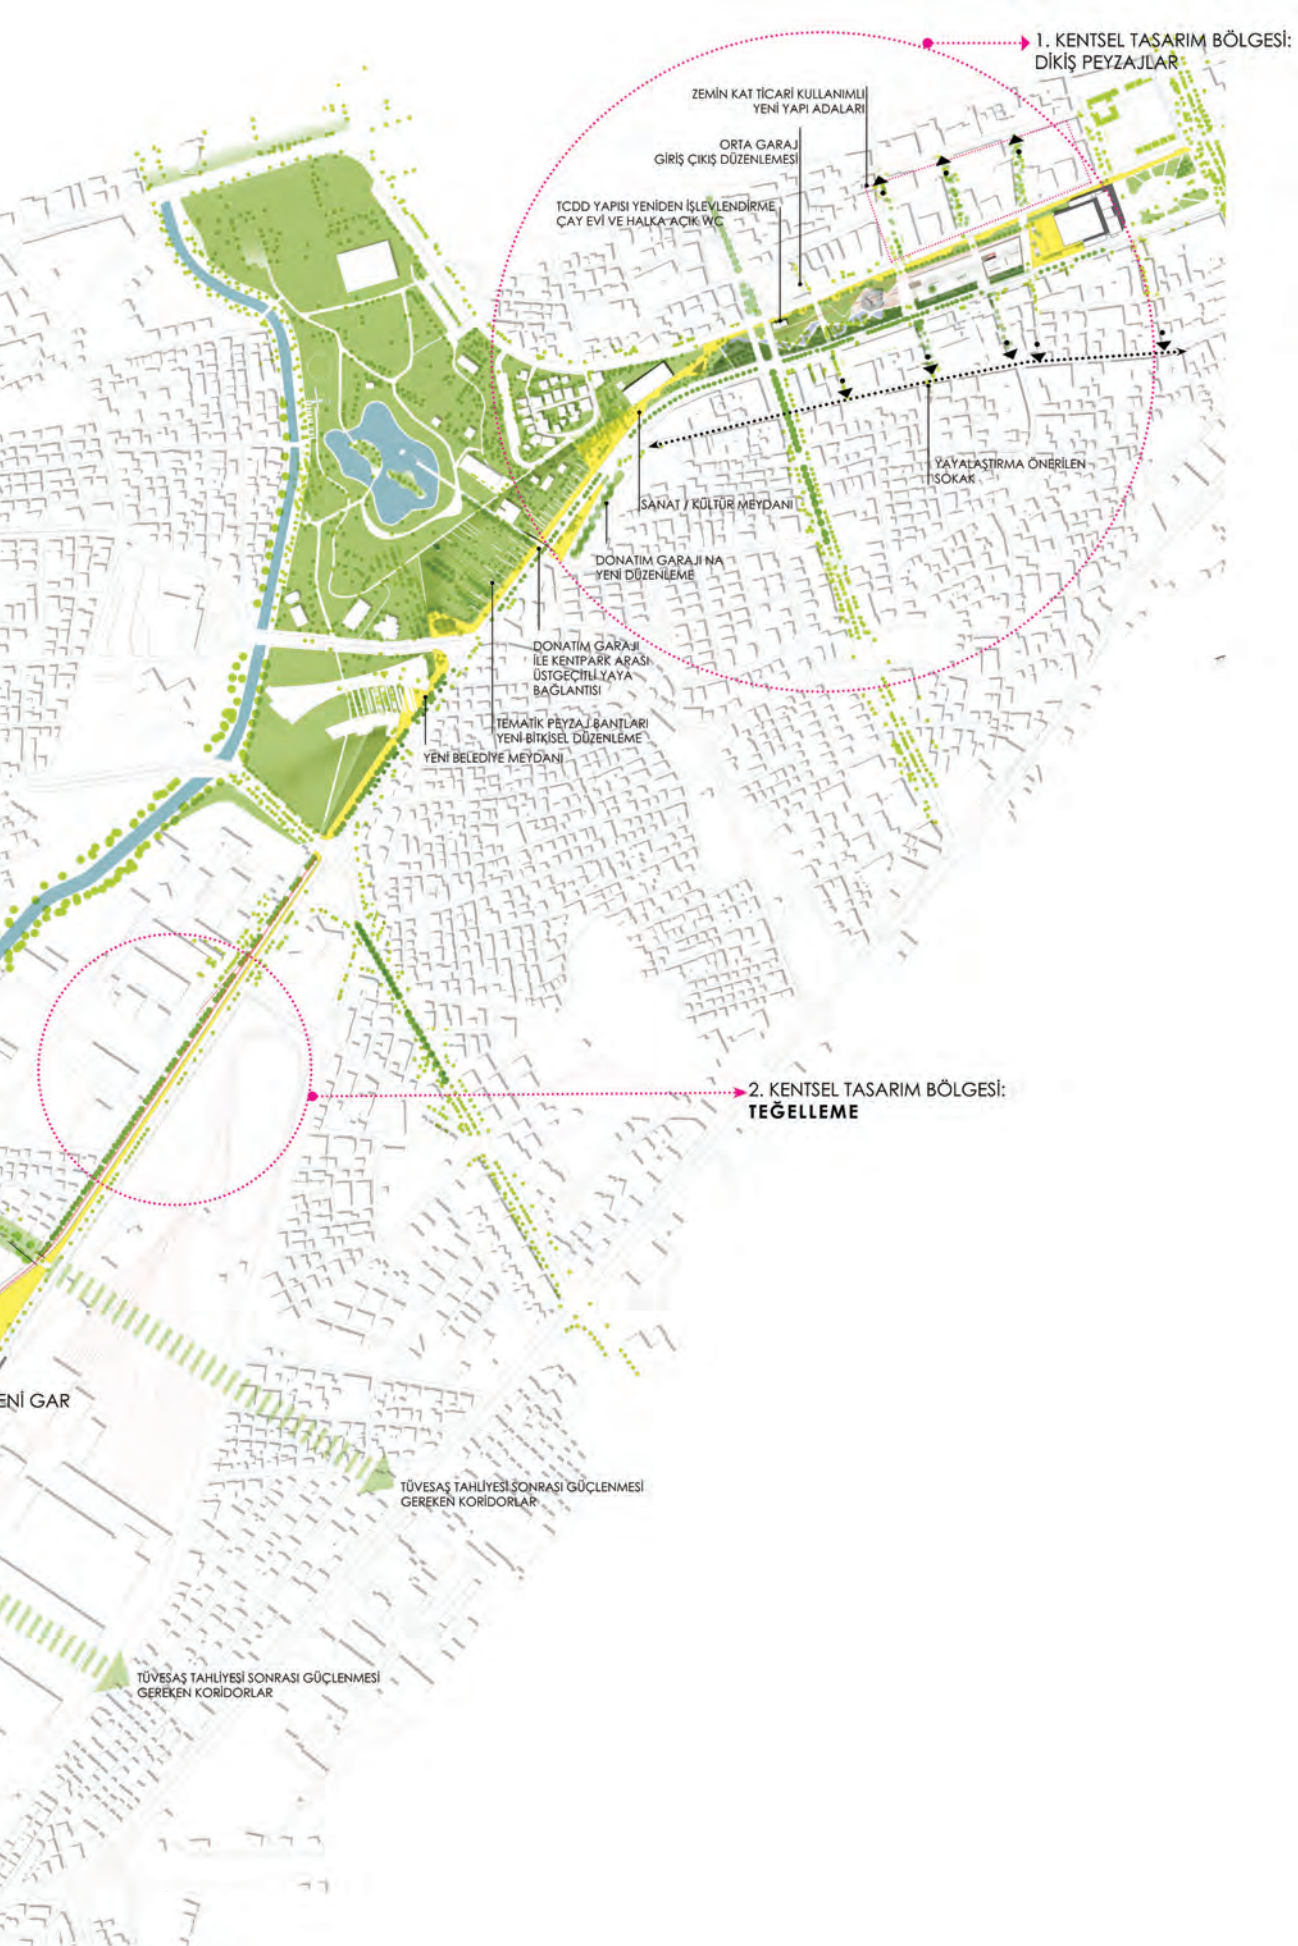 1. KENTSEL TASARIM BÖLGESİ:
DİKİŞ PEYZAJLAR
ZEMİN KAT TİCARİ KULLANIMLI
YENİ YAPI ADALARI
ORTA GARAJ
GİRİŞ ÇIKIŞ DÜZENLEMESİ
TCDD YAPISI YENİDEN İŞLEVLENDİRME
ÇAY EVİ VE HALKA AÇIK WC
YAYALAŞTIRMA ÖNERİLEN
SOKAK
SANAT / KÜLTÜR MEYDANI
DONATIM GARAJI NA
YENİ DÜZENLEME
DONATIM GARAJI
İLE KENTPARK ARASI
ÜSTGEÇİTLİ YAYA
BAĞLANTISI
TEMATİK PEYZAJ BANTLARI
YENİ BİTKİSEL DÜZENLEME
YENİ BELEDİYE MEYDANI
2. KENTSEL TASARIM BÖLGESİ:
TEĞELLEME
ENİ GAR
TÜVESAŞ TAHLİYESİ SONRASI GÜÇLENMESİ
GEREKEN KORİDORLAR
TÜVESAŞ TAHLİYESİ SONRASI GÜÇLENMESİ
GEREKEN KORİDORLAR